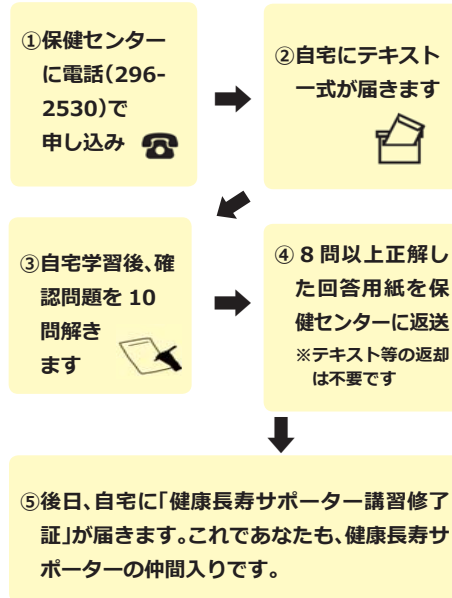 ①保健センター
に電話（296-
2530）で
申し込み
②自宅にテキスト
一式が届きます
③自宅学習後、確
認問題を 10
問解き
ます
④ 8 問以上正解し
た回答用紙を保
健センターに返送
※テキスト等の返却
は不要です
⑤後日、自宅に「健康長寿サポーター講習修了
証」が届きます。これであなたも、健康長寿サ
ポーターの仲間入りです。